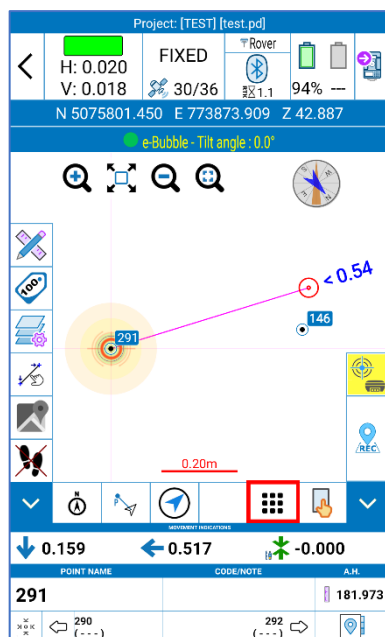 Project: [TEST] [test.pd]
H: 0.020
V: 0.018
FIXED
30/36
Rover
1.1
94%
---
N 5075801.450 E 773873.909 Z 42.887
e-Bubble - Tilt angle : 0.0°
100°
< 0.54
291
146
REC
P
0.20m
MOVEMENT INDICATIONS
0.159
0.517
-0.000
POINT NAME
CODE/NOTE
A.H.
291
181.973
290
(- - -)
292
(- - -)